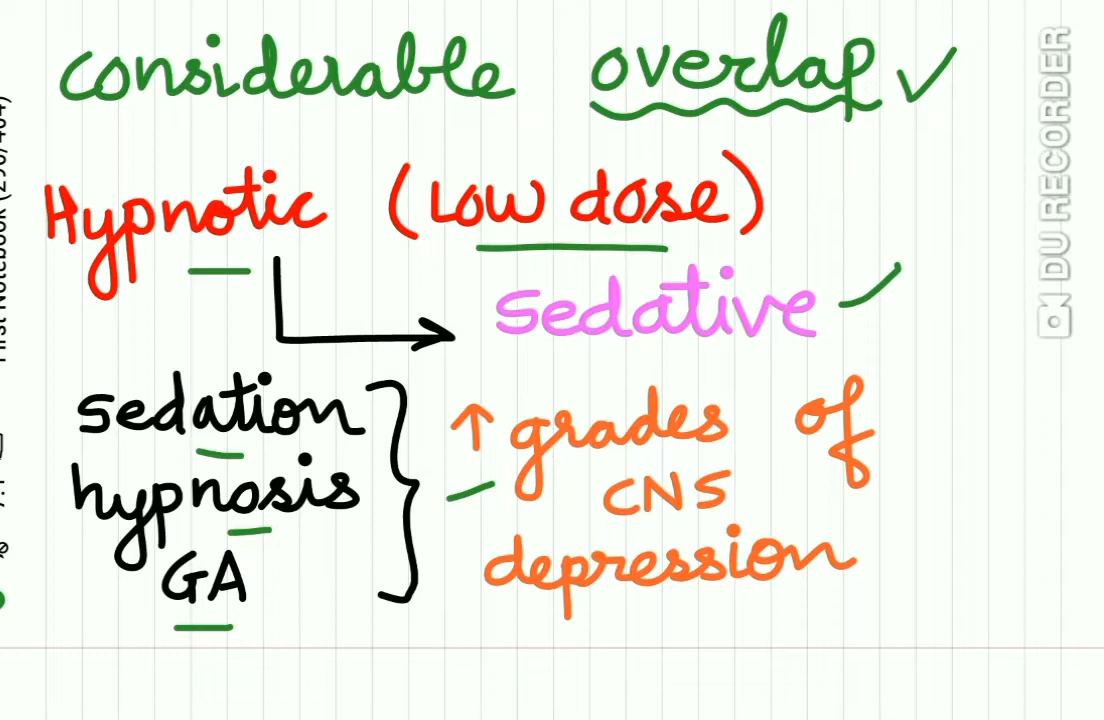 considerable overlap ✓
Hypnotic (Low dose)
sedative
sedation
hypnosis
GA
↑ grades of
CNS
depression
DU RECORDER